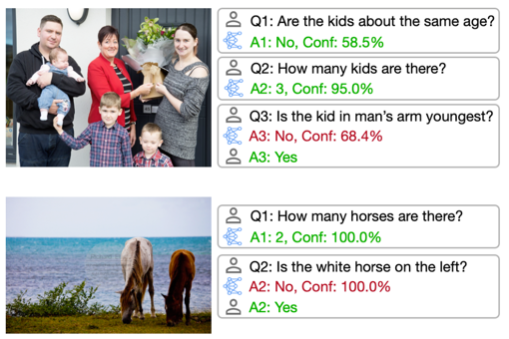 Q1: Are the kids about the same age?
A1: No, Conf: 58.5%
Q2: How many kids are there?
A2: 3, Conf: 95.0%
Q3: Is the kid in man's arm youngest?
A3: No, Conf: 68.4%
A3: Yes
Q1: How many horses are there?
A1: 2, Conf: 100.0%
Q2: Is the white horse on the left?
A2: No, Conf: 100.0%
A2: Yes